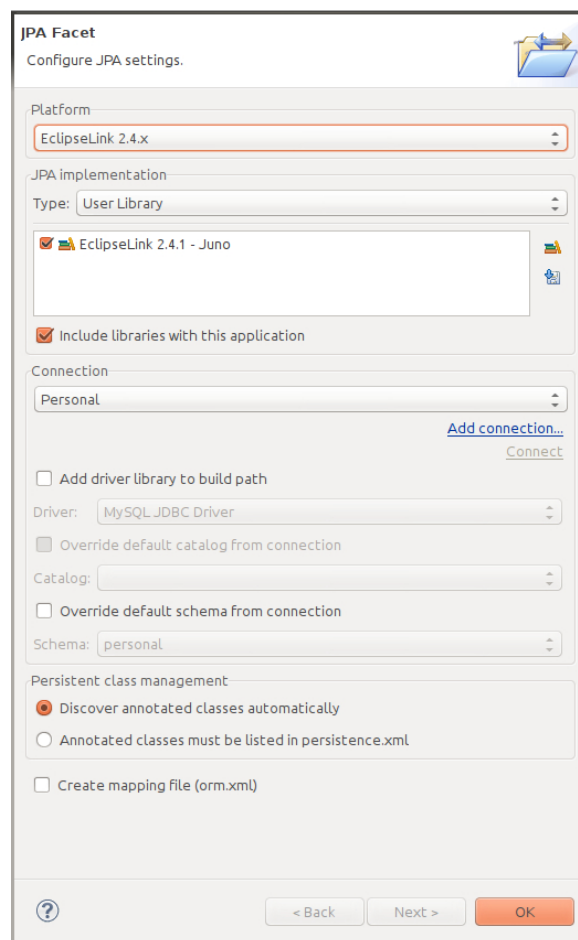 JPA Facet
Configure JPA settings.
Platform
EclipseLink 2.4.x
JPA implementation
Type: User Library
EclipseLink 2.4.1 - Juno
Include libraries with this application
Connection
Personal
Add connection...
Connect
Add driver library to build path
Driver: MySQL JDBC Driver
Override default catalog from connection
Catalog:
Override default schema from connection
Schema: personal
Persistent class management
Discover annotated classes automatically
Annotated classes must be listed in persistence.xml
Create mapping file (orm.xml)
? < Back Next > OK